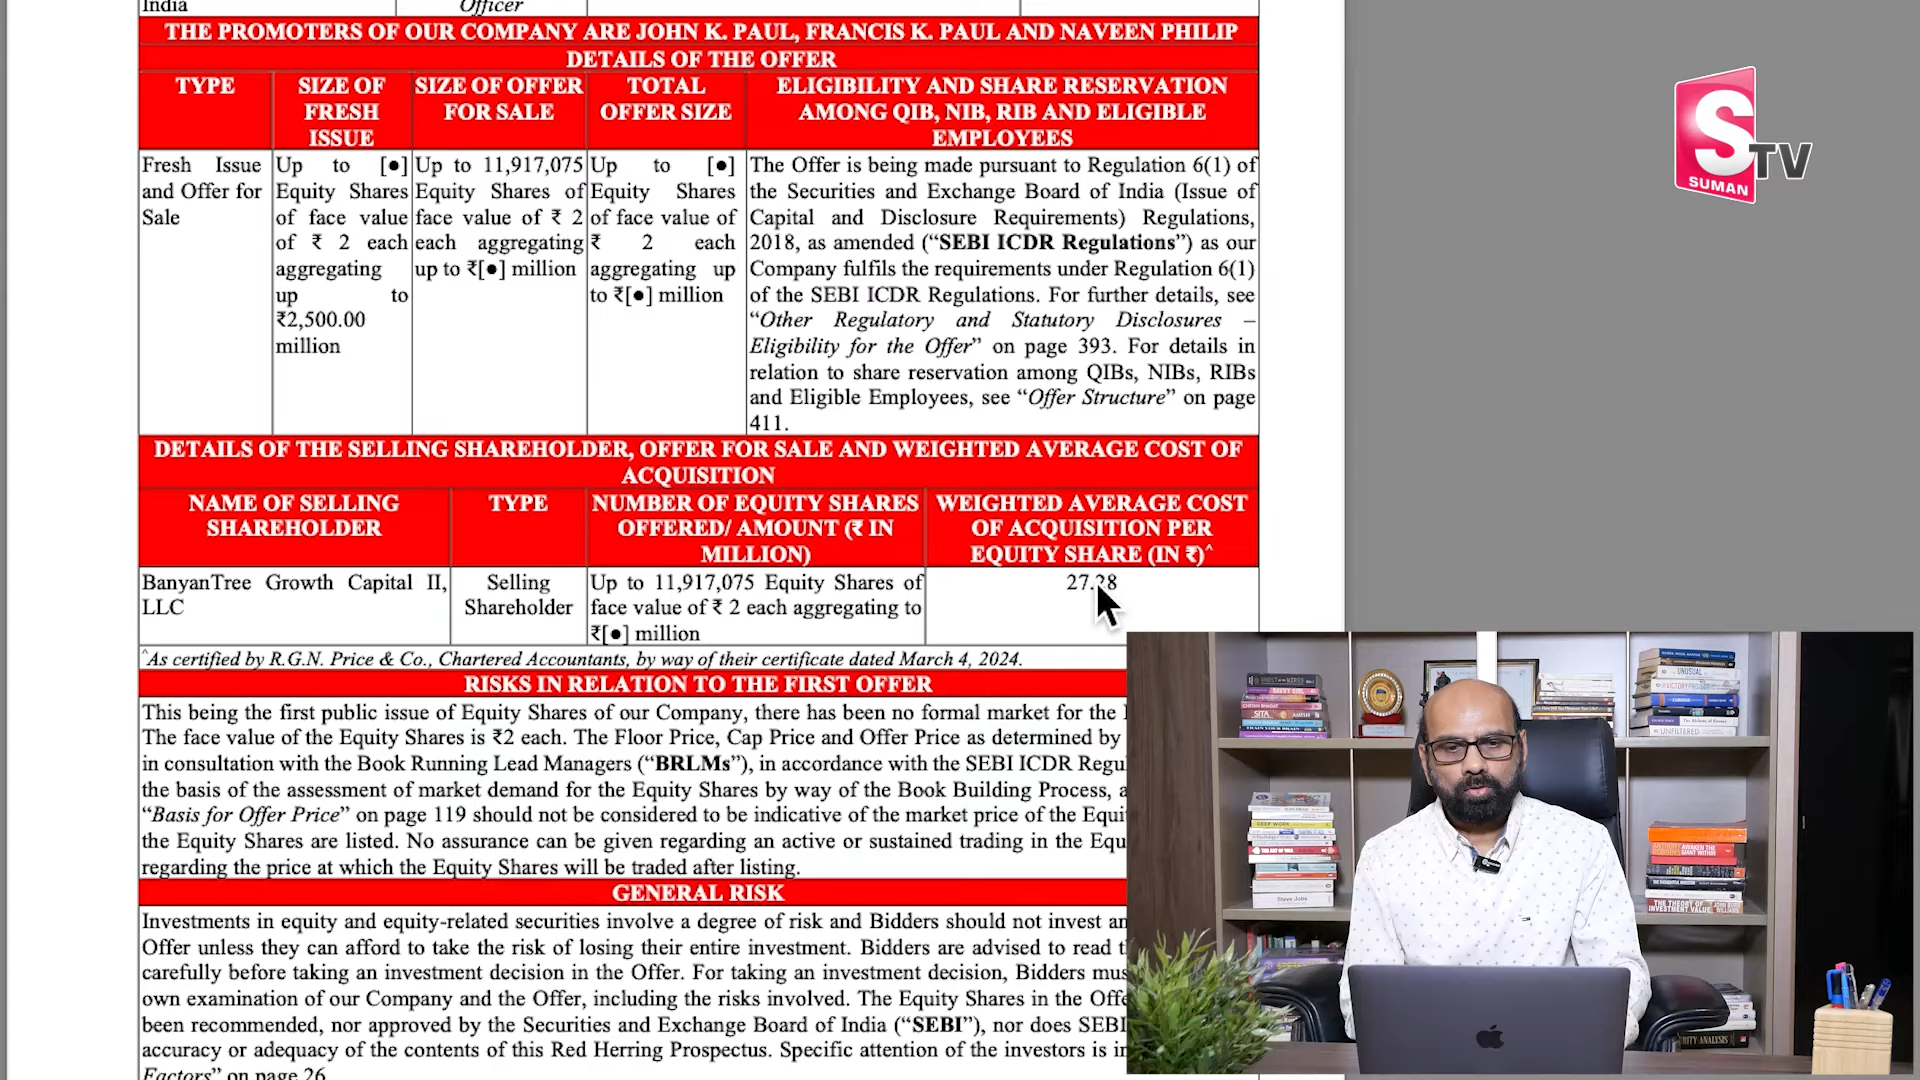 India
Officer
THE PROMOTERS OF OUR COMPANY ARE JOHN K. PAUL, FRANCIS K. PAUL AND NAVEEN PHILIP
DETAILS OF THE OFFER
TYPE
SIZE OF
FRESH
ISSUE
SIZE OF OFFER
FOR SALE
TOTAL
OFFER SIZE
ELIGIBILITY AND SHARE RESERVATION
AMONG QIB, NIB, RIB AND ELIGIBLE
EMPLOYEES
Fresh Issue
and Offer for
Sale
Up to [●]
Equity Shares
of face value
of ₹ 2 each
aggregating
up to
₹2,500.00
million
Up to 11,917,075
Equity Shares of
face value of ₹ 2
each aggregating
up to ₹[●] million
Up to [●]
Equity Shares
of face value of
₹ 2 each
aggregating up
to ₹[●] million
The Offer is being made pursuant to Regulation 6(1) of
the Securities and Exchange Board of India (Issue of
Capital and Disclosure Requirements) Regulations,
2018, as amended (“SEBI ICDR Regulations”) as our
Company fulfils the requirements under Regulation 6(1)
of the SEBI ICDR Regulations. For further details, see
“Other Regulatory and Statutory Disclosures –
Eligibility for the Offer” on page 393. For details in
relation to share reservation among QIBs, NIBs, RIBs
and Eligible Employees, see “Offer Structure” on page
411.
DETAILS OF THE SELLING SHAREHOLDER, OFFER FOR SALE AND WEIGHTED AVERAGE COST OF
ACQUISITION
NAME OF SELLING
SHAREHOLDER
TYPE
NUMBER OF EQUITY SHARES
OFFERED/ AMOUNT (₹ IN
MILLION)
WEIGHTED AVERAGE COST
OF ACQUISITION PER
EQUITY SHARE (IN ₹)^
BanyanTree Growth Capital II,
LLC
Selling
Shareholder
Up to 11,917,075 Equity Shares of
face value of ₹ 2 each aggregating to
₹[●] million
27.28
^As certified by R.G.N. Price & Co., Chartered Accountants, by way of their certificate dated March 4, 2024.
RISKS IN RELATION TO THE FIRST OFFER
This being the first public issue of Equity Shares of our Company, there has been no formal market for the
The face value of the Equity Shares is ₹2 each. The Floor Price, Cap Price and Offer Price as determined by
in consultation with the Book Running Lead Managers (“BRLMs”), in accordance with the SEBI ICDR Regu
the basis of the assessment of market demand for the Equity Shares by way of the Book Building Process, a
“Basis for Offer Price” on page 119 should not be considered to be indicative of the market price of the Equi
the Equity Shares are listed. No assurance can be given regarding an active or sustained trading in the Equ
regarding the price at which the Equity Shares will be traded after listing.
GENERAL RISK
Investments in equity and equity-related securities involve a degree of risk and Bidders should not invest an
Offer unless they can afford to take the risk of losing their entire investment. Bidders are advised to read t
carefully before taking an investment decision in the Offer. For taking an investment decision, Bidders mus
own examination of our Company and the Offer, including the risks involved. The Equity Shares in the Offe
been recommended, nor approved by the Securities and Exchange Board of India (“SEBI”), nor does SEBI
accuracy or adequacy of the contents of this Red Herring Prospectus. Specific attention of the investors is in
Factors” on page 26
S
TV
SUMAN
SITA
AMISH
DEEP WORK
Steve Jobs
UNUSUAL
UNFILTERED
AWAKEN THE
GIANT WITHIN
THE THEORY OF
INVESTMENT VALUE
RITY ANALYSIS